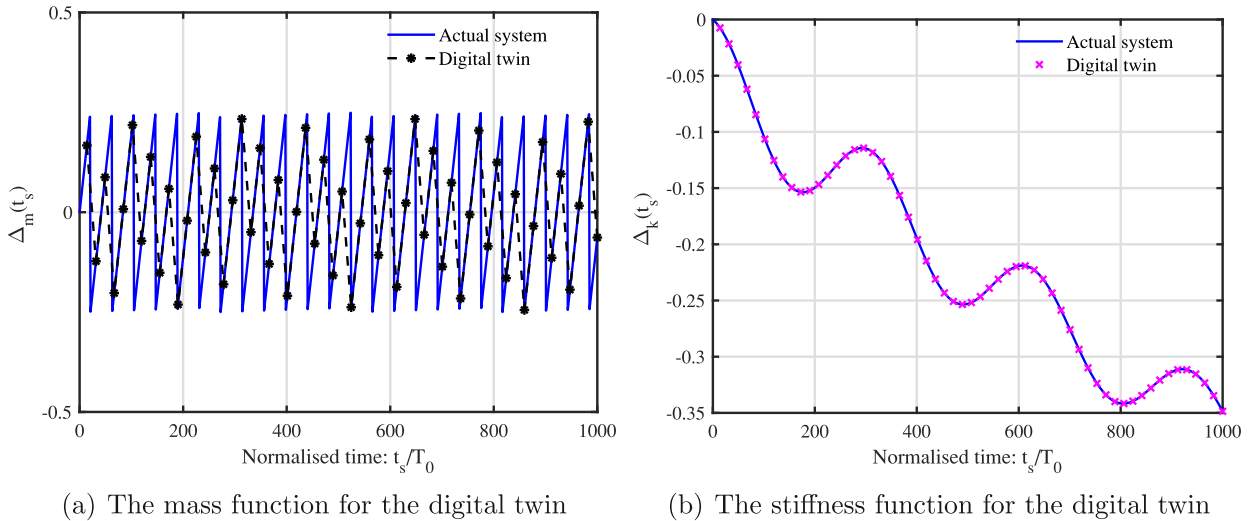 0.5
0
-0.5
Δm(ts)
Actual system
Digital twin
0 200 400 600 800 1000
Normalised time: ts/T0
(a) The mass function for the digital twin
0
-0.05
-0.1
-0.15
-0.2
-0.25
-0.3
-0.35
Δk(ts)
Actual system
Digital twin
0 200 400 600 800 1000
Normalised time: ts/T0
(b) The stiffness function for the digital twin